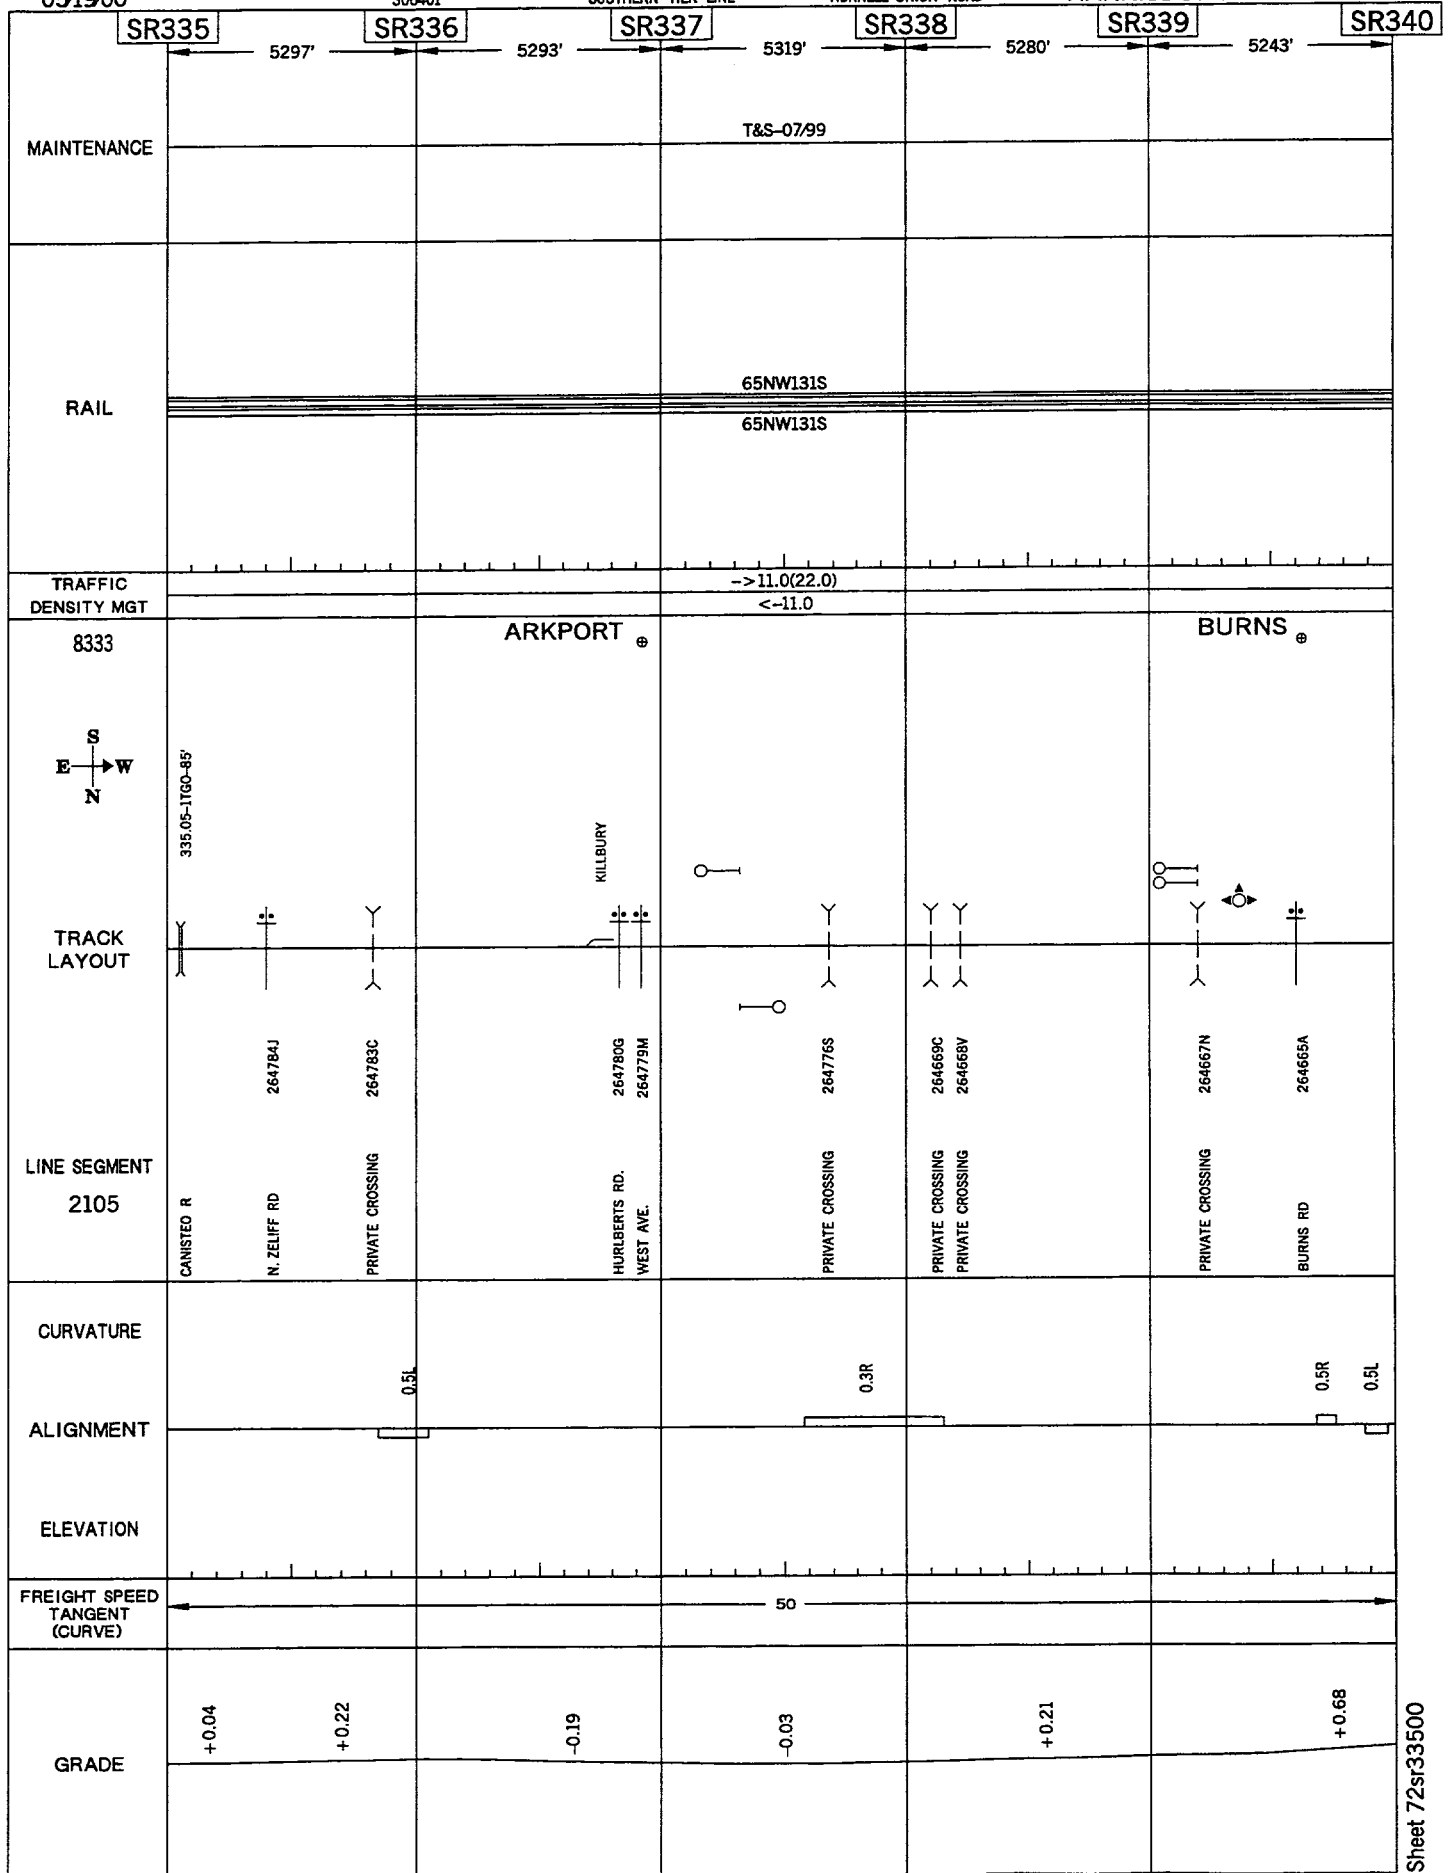 SR335 SR336 SR337 SR338 SR339 SR340
5297' 5293' 5319' 5280' 5243'
MAINTENANCE
T&S-07/99
RAIL
65NW131S
65NW131S
TRAFFIC
DENSITY MGT
->11.0(22.0)
<-11.0
8333
ARKPORT
BURNS
S
E W
N
335.05-1TGO-85'
KILLBURY
TRACK
LAYOUT
264784J
264783C
264780G
264779M
264776S
264669C
264668V
264667N
264665A
LINE SEGMENT
2105
CANISTEO R
N. ZELIFF RD
PRIVATE CROSSING
HURLBERTS RD.
WEST AVE.
PRIVATE CROSSING
PRIVATE CROSSING
PRIVATE CROSSING
PRIVATE CROSSING
BURNS RD
CURVATURE
0.5L
0.3R
0.5R
0.5L
ALIGNMENT
ELEVATION
FREIGHT SPEED
TANGENT
(CURVE)
50
GRADE
+0.04
+0.22
-0.19
-0.03
+0.21
+0.68
Sheet 72sr33500